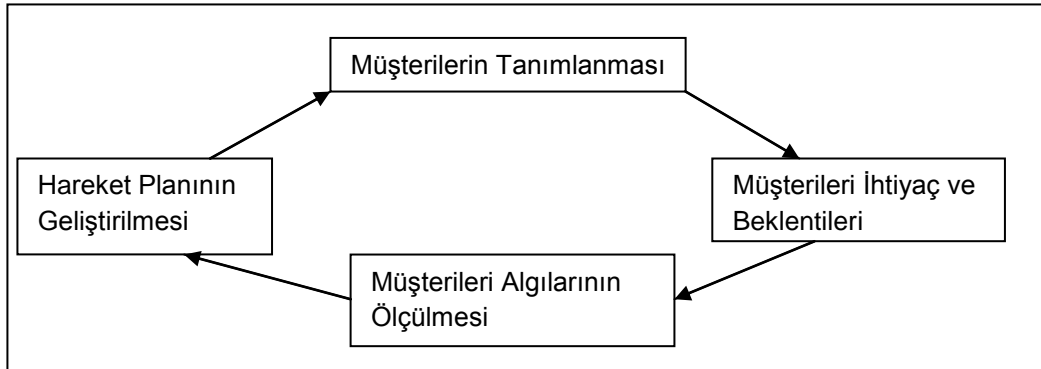 Müşterilerin Tanımlanması
Hareket Planının
Geliştirilmesi
Müşterileri İhtiyaç ve
Beklentileri
Müşterileri Algılarının
Ölçülmesi